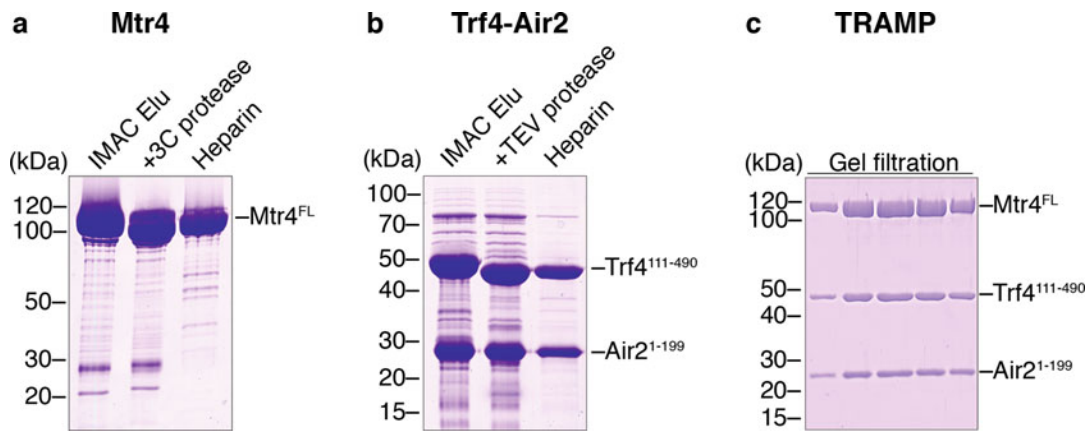 a Mtr4
IMAC Elu
+3C protease
Heparin
(kDa)
120
100
50
30
20
Mtr4FL
b Trf4-Air2
IMAC Elu
+TEV protease
Heparin
(kDa)
100
70
50
40
30
20
15
Trf4111-490
Air21-199
c TRAMP
(kDa)
Gel filtration
120
100
50
40
30
20
15
Mtr4FL
Trf4111-490
Air21-199